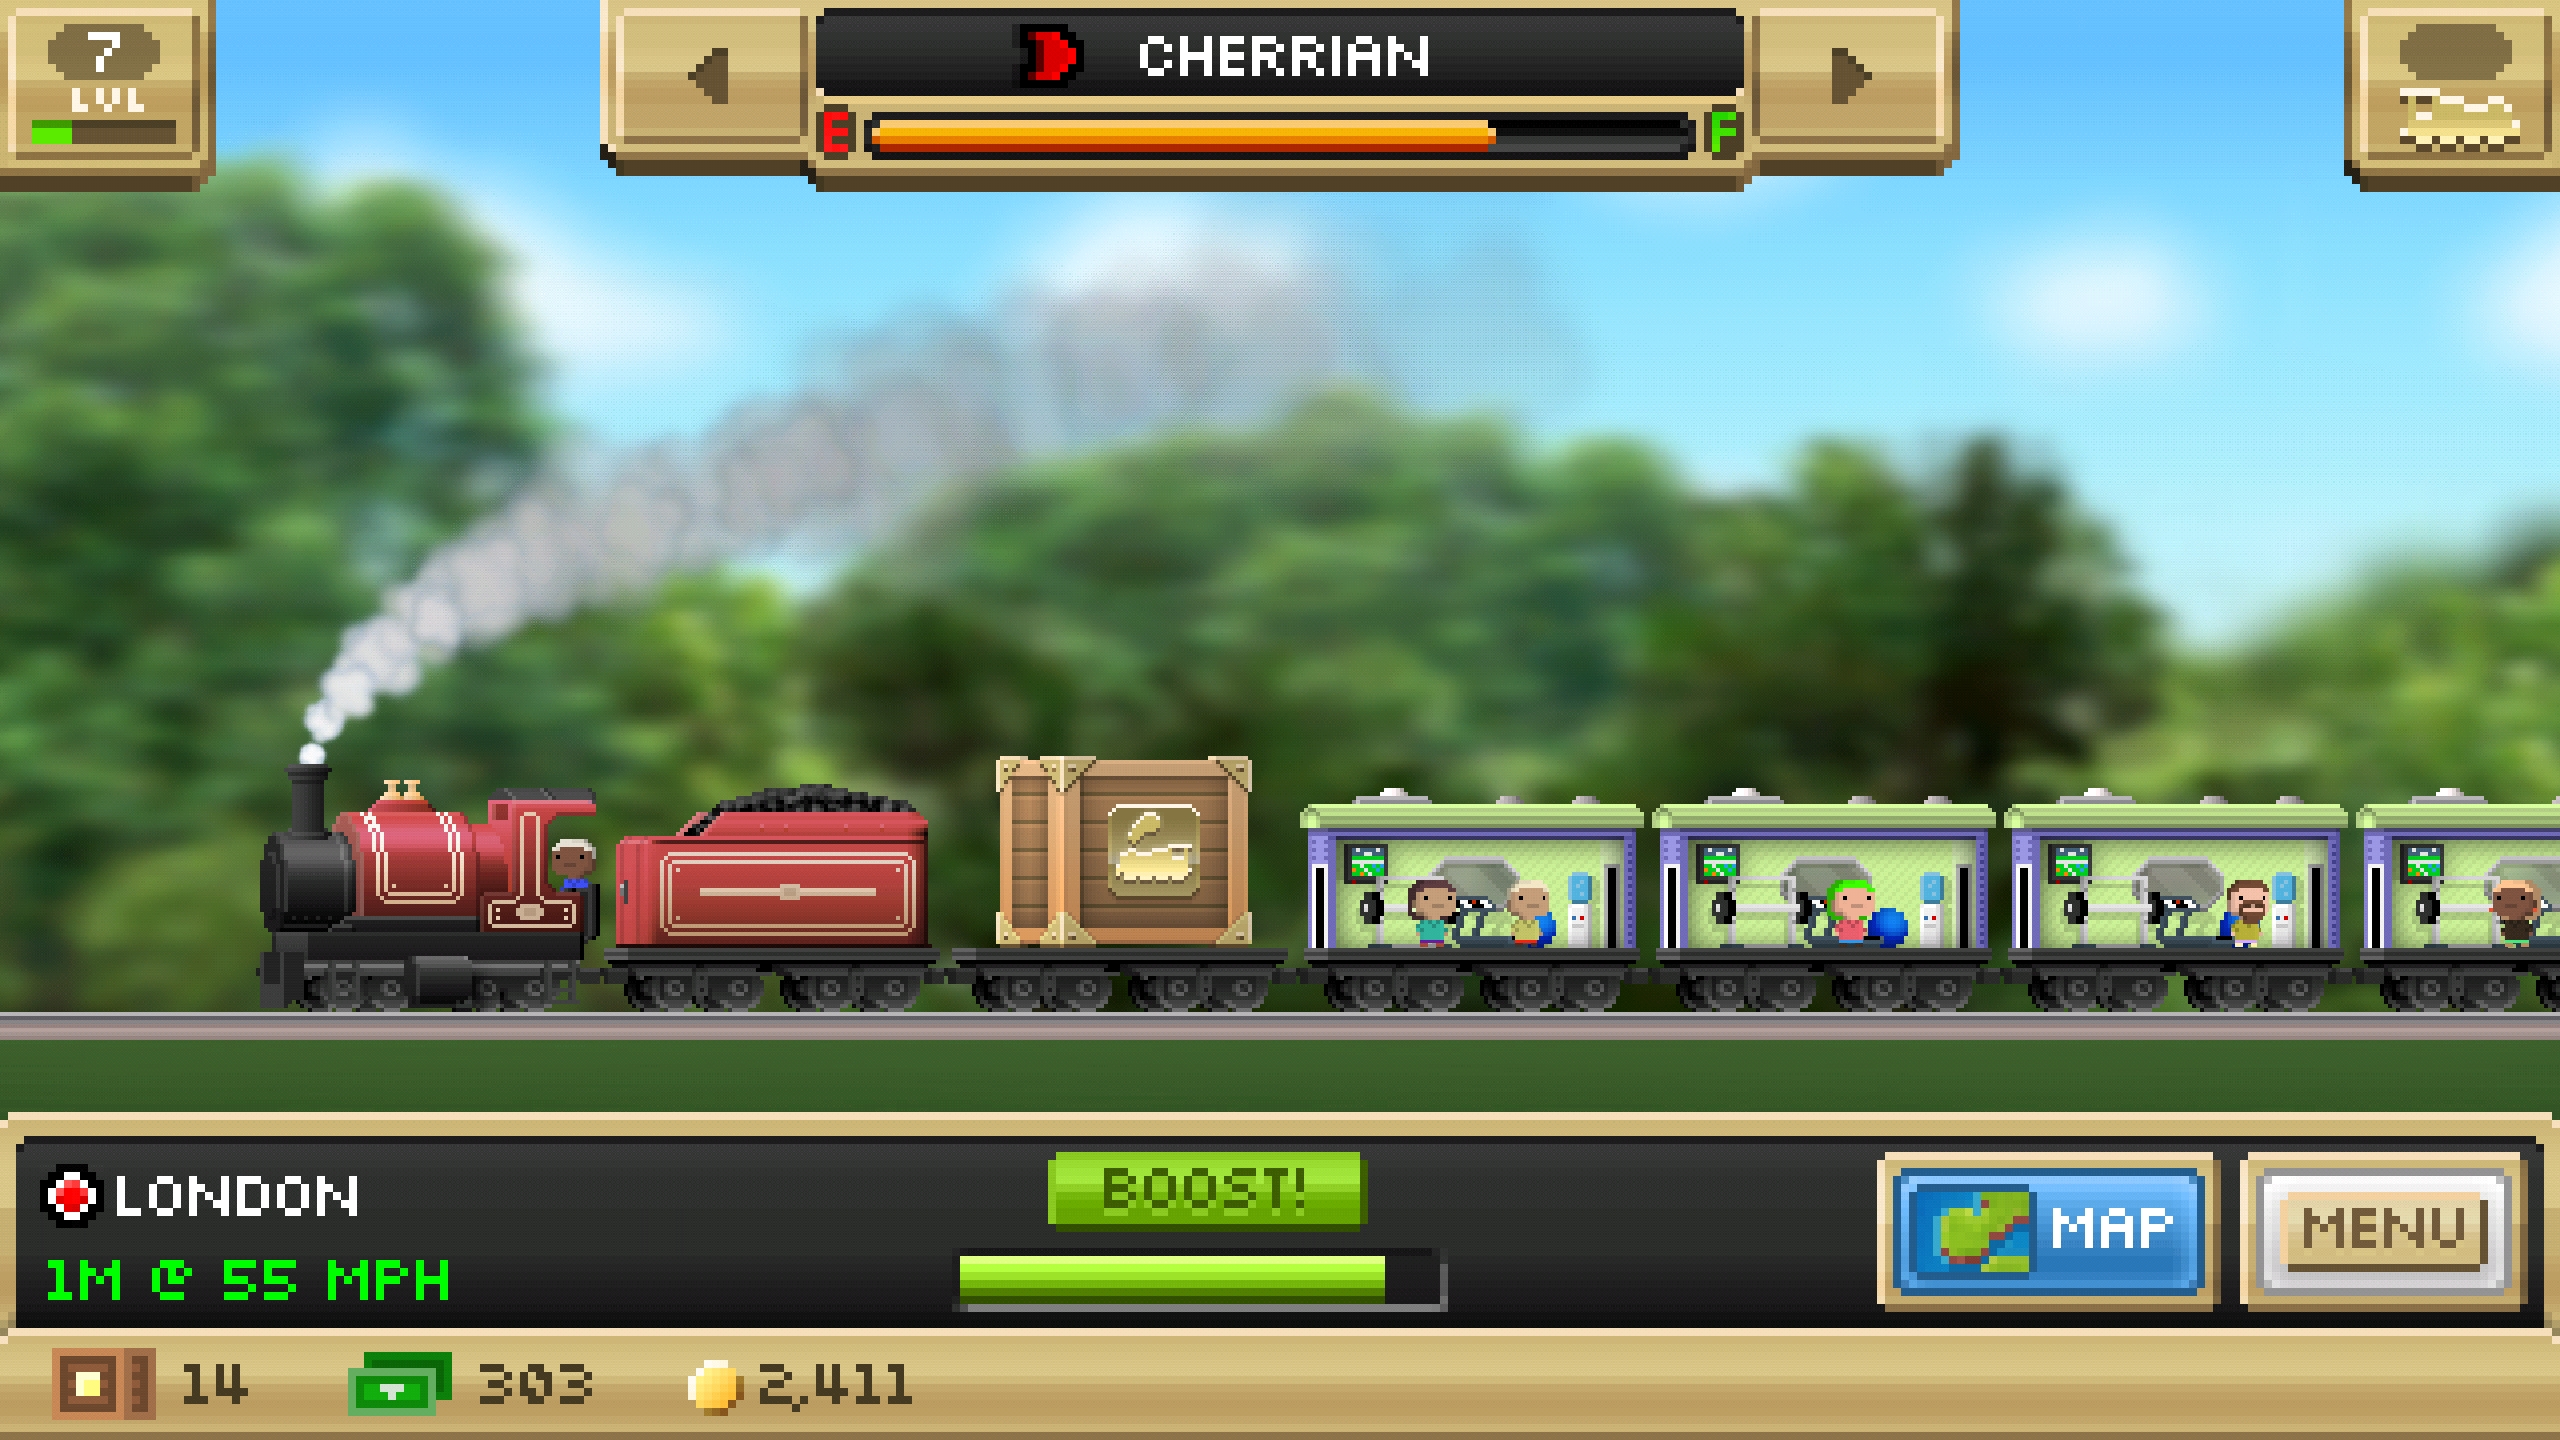 7
LVL
CHERRIAN
E
F
LONDON
1M @ 55 MPH
BOOST!
MAP
MENU
14
303
2,411